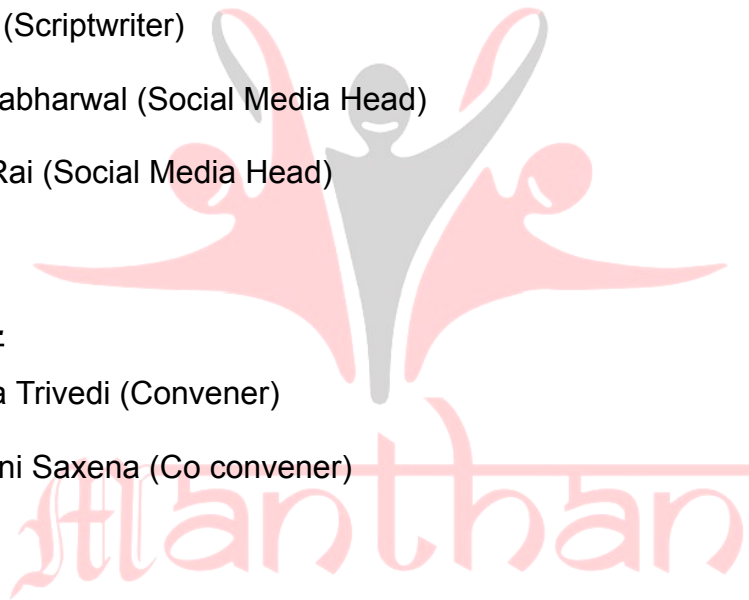 (Scriptwriter)
abharwal (Social Media Head)
Rai (Social Media Head)
a Trivedi (Convener)
ni Saxena (Co convener)
Manthan